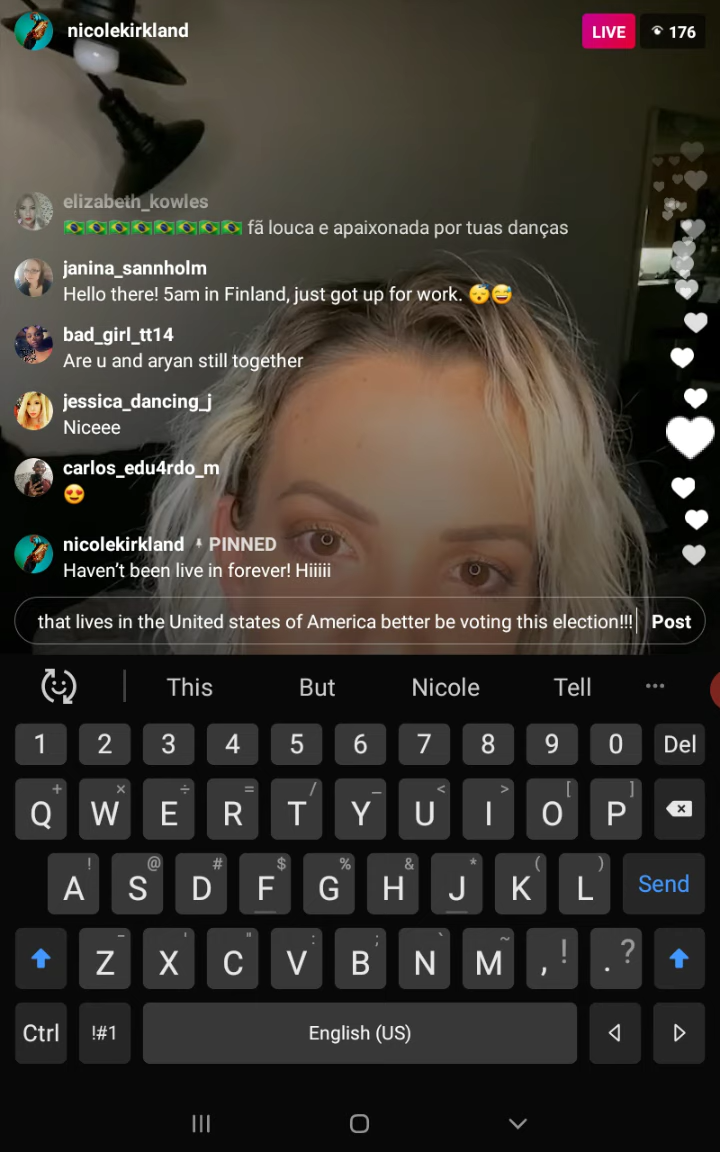 nicolekirkland
LIVE 176
elizabeth_kowles
🇧🇷🇧🇷🇧🇷🇧🇷🇧🇷🇧🇷🇧🇷🇧🇷 fã louca e apaixonada por tuas danças
janina_sannholm
Hello there! 5am in Finland, just got up for work. 😴😅
bad_girl_tt14
Are u and aryan still together
jessica_dancing_j
Niceee
carlos_edu4rdo_m
😍
nicolekirkland PINNED
Haven't been live in forever! Hiiiii
that lives in the United states of America better be voting this election!!! Post
This But Nicole Tell ...
1 2 3 4 5 6 7 8 9 0 Del
+ × ÷ = / _ < > [ ]
Q W E R T Y U I O P
! @ # $ % & * ( )
A S D F G H J K L Send
- ' " : ; ` ~ ! ?
Z X C V B N M , .
Ctrl !#1 English (US)